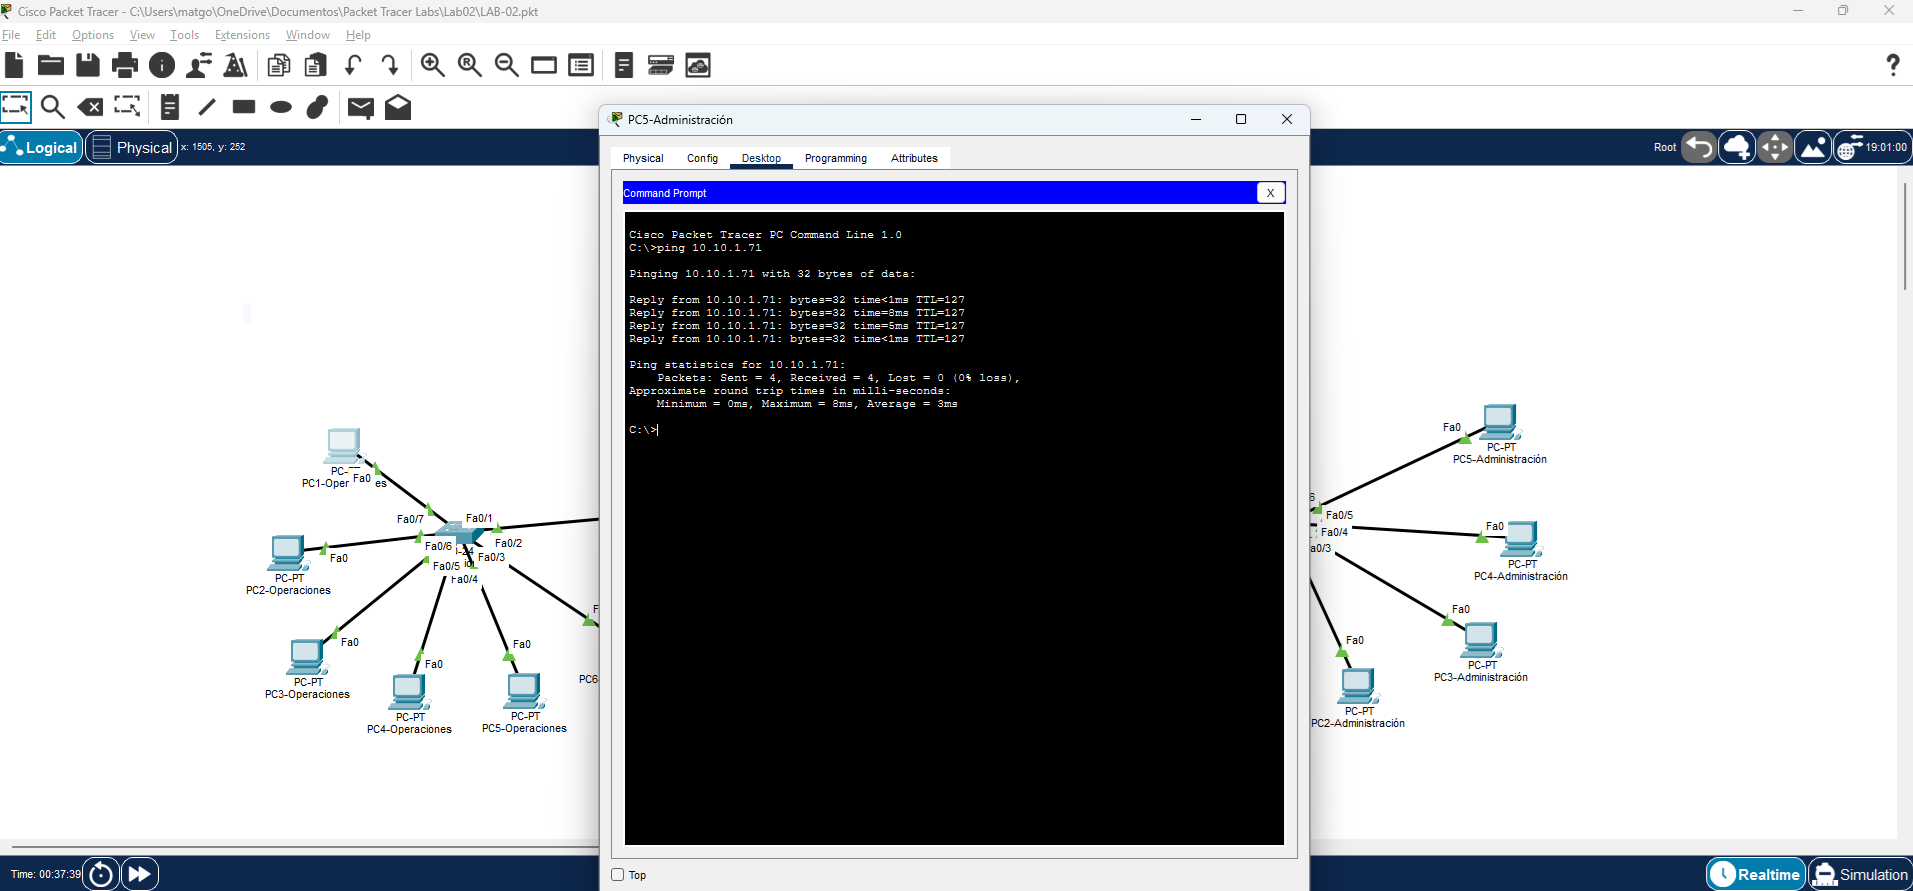 Cisco Packet Tracer - C:\Users\matgo\OneDrive\Documentos\Packet Tracer Labs\Lab02\LAB-02.pkt
File Edit Options View Tools Extensions Window Help
Logical Physical x: 1505, y: 252 Root 19:01:00
PC5-Administración
Physical Config Desktop Programming Attributes
Command Prompt X
Cisco Packet Tracer PC Command Line 1.0
C:\>ping 10.10.1.71
Pinging 10.10.1.71 with 32 bytes of data:
Reply from 10.10.1.71: bytes=32 time<1ms TTL=127
Reply from 10.10.1.71: bytes=32 time=8ms TTL=127
Reply from 10.10.1.71: bytes=32 time=5ms TTL=127
Reply from 10.10.1.71: bytes=32 time<1ms TTL=127
Ping statistics for 10.10.1.71:
Packets: Sent = 4, Received = 4, Lost = 0 (0% loss),
Approximate round trip times in milli-seconds:
Minimum = 0ms, Maximum = 8ms, Average = 3ms
C:\>
PC-
Fa0
PC1-Oper es
Fa0/7
Fa0/1
Fa0/6
Fa0/2
-24
Fa0/5
Fa0/3
Fa0/4
Fa0
PC-PT
PC2-Operaciones
Fa0
PC-PT
PC3-Operaciones
Fa0
PC-PT
PC4-Operaciones
Fa0
PC-PT
PC5-Operaciones
F
PC6
Fa0
PC-PT
PC5-Administración
6
Fa0/5
Fa0/4
a0/3
Fa0
PC-PT
PC4-Administración
Fa0
PC-PT
PC3-Administración
Fa0
PC-PT
PC2-Administración
Top
Time: 00:37:39 Realtime Simulation